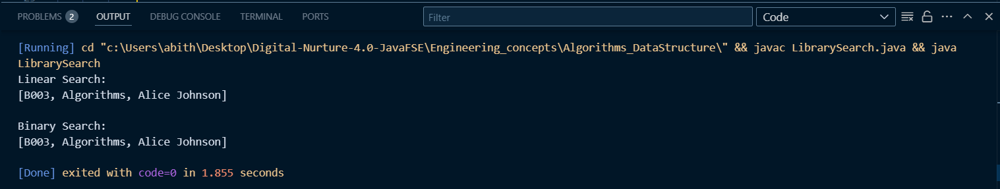 PROBLEMS 2 OUTPUT DEBUG CONSOLE TERMINAL PORTS Filter Code
[Running] cd "c:\Users\abith\Desktop\Digital-Nurture-4.0-JavaFSE\Engineering_concepts\Algorithms_DataStructure\" && javac LibrarySearch.java && java
LibrarySearch
Linear Search:
[B003, Algorithms, Alice Johnson]
Binary Search:
[B003, Algorithms, Alice Johnson]
[Done] exited with code=0 in 1.855 seconds